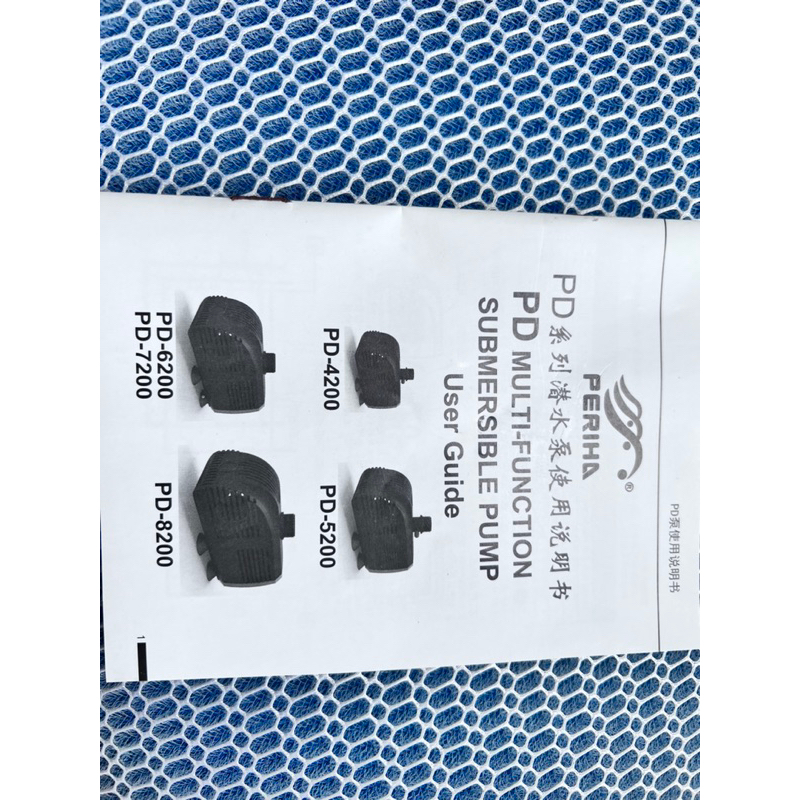 PD泵使用说明书
®
PERIHA
PD系列潜水泵使用说明书
PD MULTI-FUNCTION
SUBMERSIBLE PUMP
User Guide
PD-4200
PD-5200
PD-6200
PD-7200
PD-8200
1